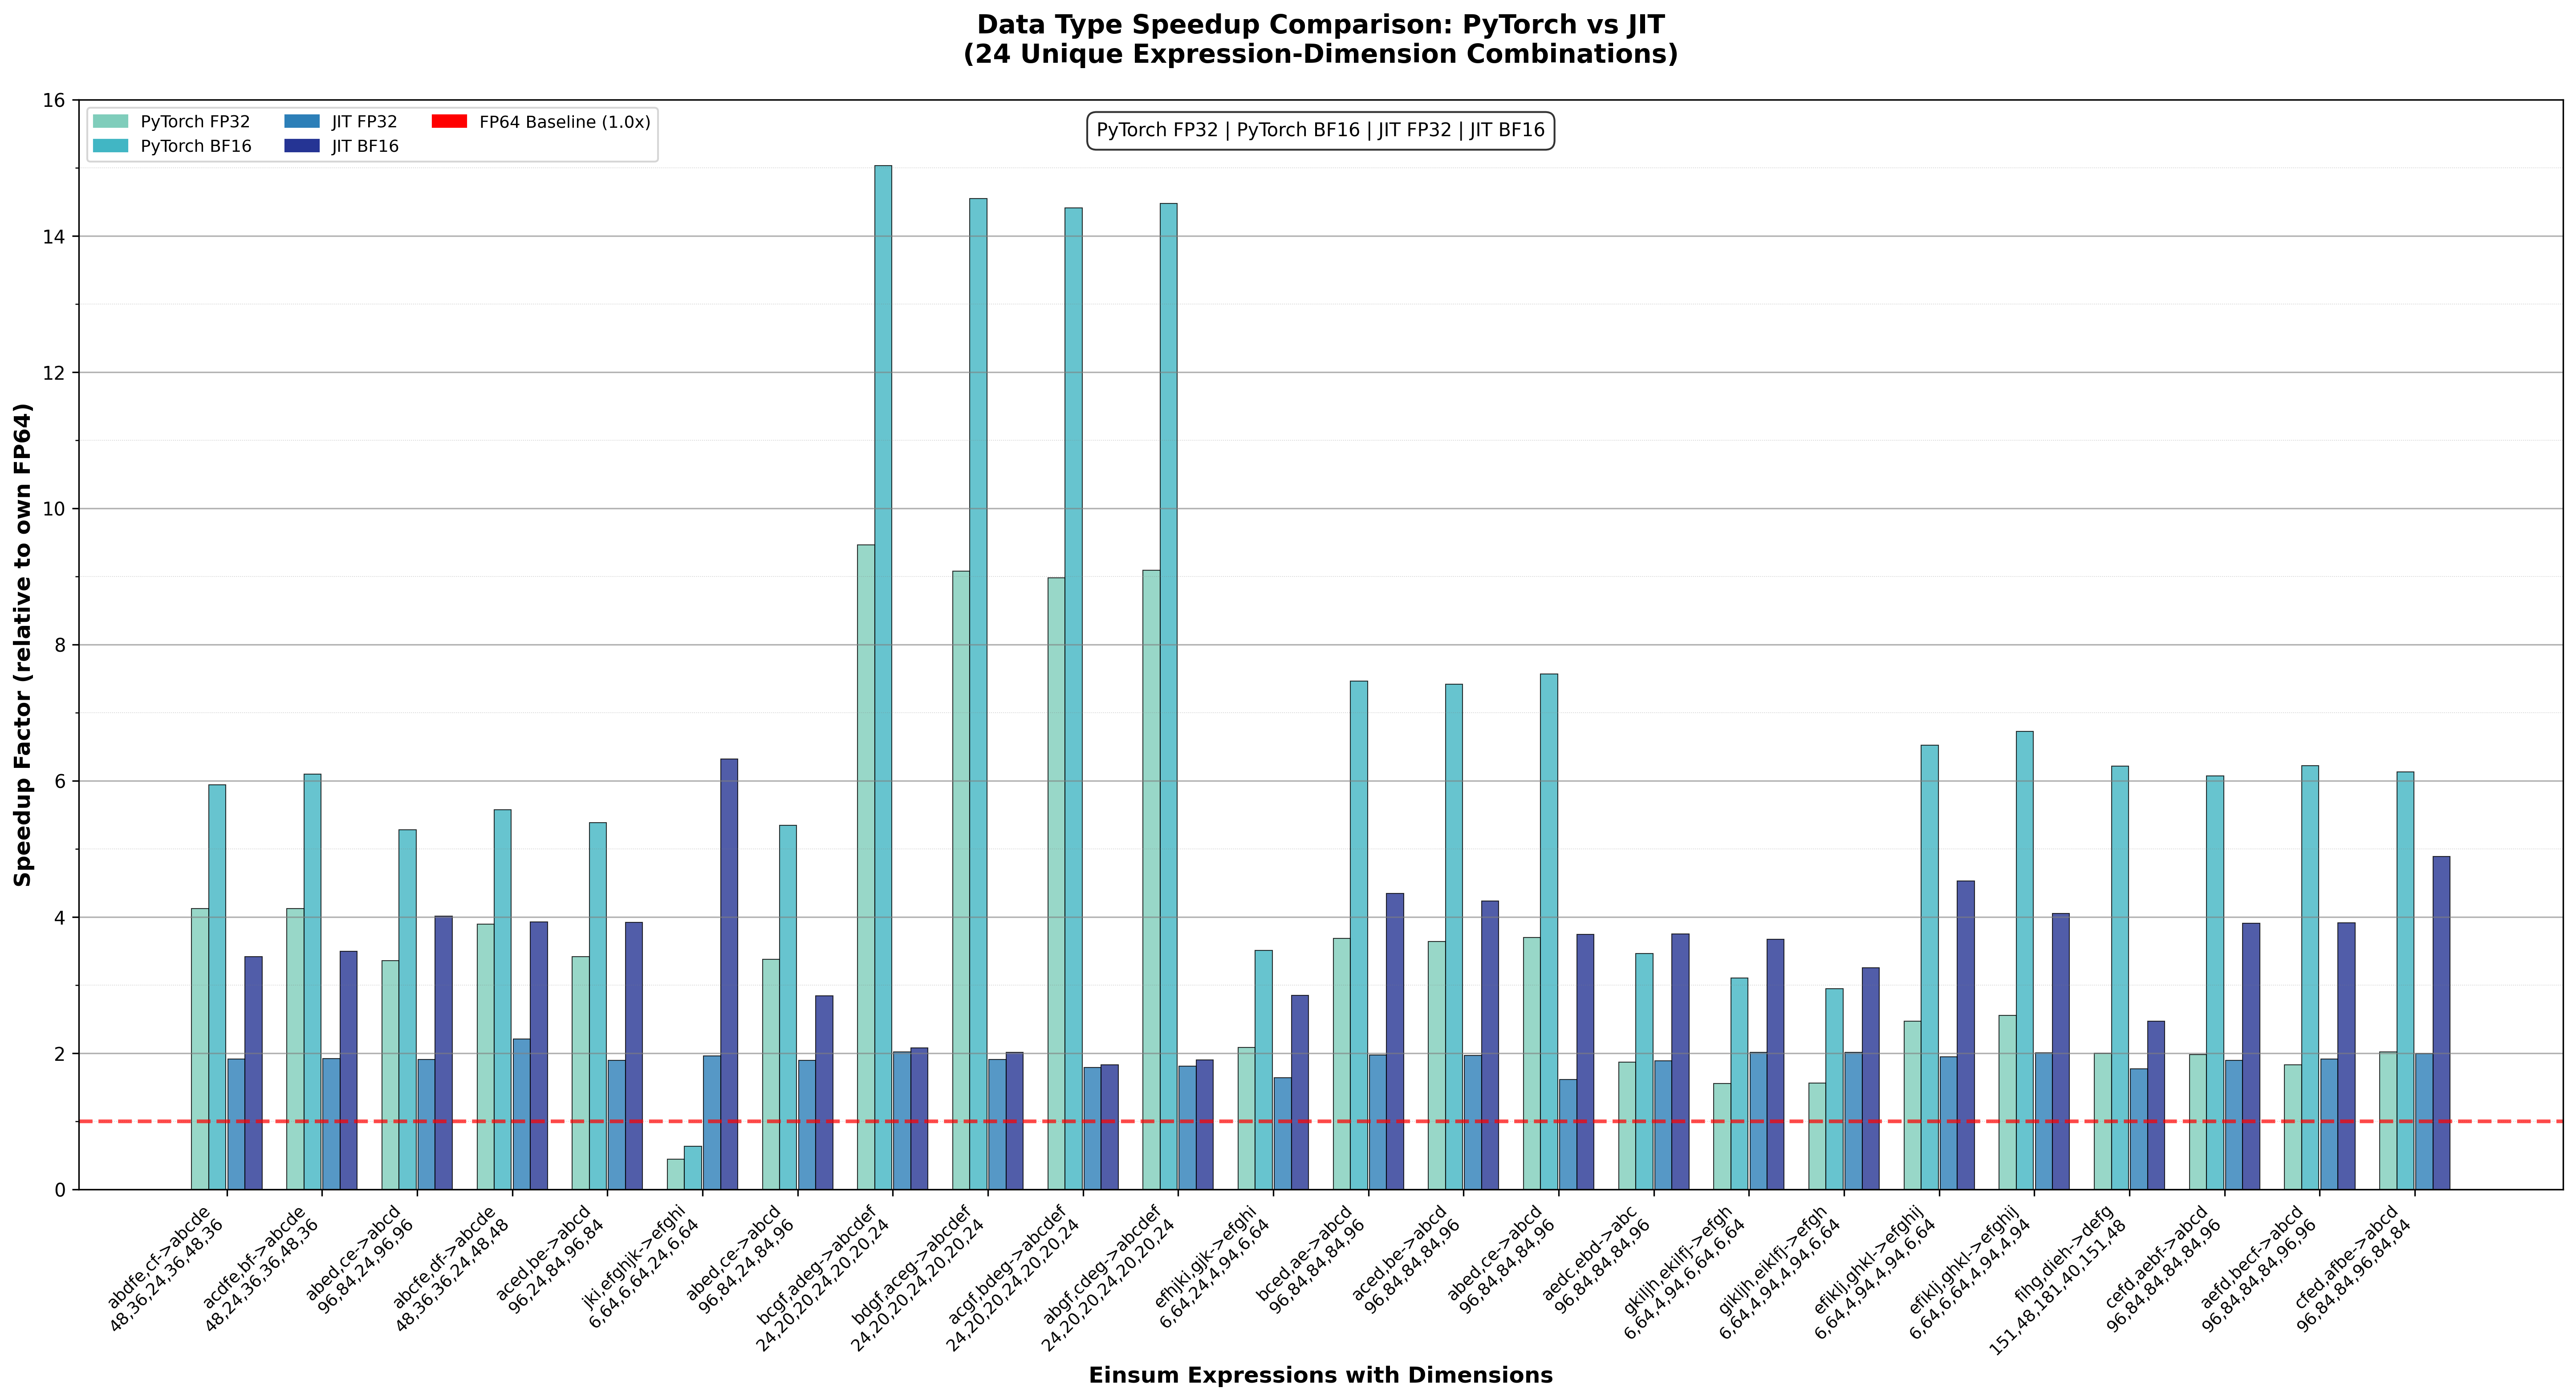 Data Type Speedup Comparison: PyTorch vs JIT
(24 Unique Expression-Dimension Combinations)
PyTorch FP32
PyTorch BF16
JIT FP32
JIT BF16
FP64 Baseline (1.0x)
PyTorch FP32 | PyTorch BF16 | JIT FP32 | JIT BF16
Speedup Factor (relative to own FP64)
16
14
12
10
8
6
4
2
0
abdfe,cf->abcde
48,36,24,36,48,36
acdfe,bf->abcde
48,24,36,36,48,36
abed,ce->abcd
96,84,24,96,96
abcfe,df->abcde
48,36,36,24,48,48
aced,be->abcd
96,24,84,96,84
jki,efghjk->efghi
6,64,6,64,24,6,64
abed,ce->abcd
96,84,24,84,96
bcgf,adeg->abcdef
24,20,20,24,20,20,24
bdgf,aceg->abcdef
24,20,20,24,20,20,24
acgf,bdeg->abcdef
24,20,20,24,20,20,24
abgf,cdeg->abcdef
24,20,20,24,20,20,24
efhjki,gjk->efghi
6,64,24,4,94,6,64
bced,ae->abcd
96,84,84,84,96
aced,be->abcd
96,84,84,84,96
abed,ce->abcd
96,84,84,84,96
aedc,ebd->abc
96,84,84,84,96
gkiljh,ekilfj->efgh
6,64,4,94,6,64,6,64
gikljh,eiklfj->efgh
6,64,4,94,4,94,6,64
efiklj,ghkl->efghij
6,64,4,94,4,94,6,64
efiklj,ghkl->efghij
6,64,6,64,4,94,4,94
fihg,dieh->defg
151,48,181,40,151,48
cefd,aebf->abcd
96,84,84,84,84,96
aefd,becf->abcd
96,84,84,84,96,96
cfed,afbe->abcd
96,84,84,96,84,84
Einsum Expressions with Dimensions